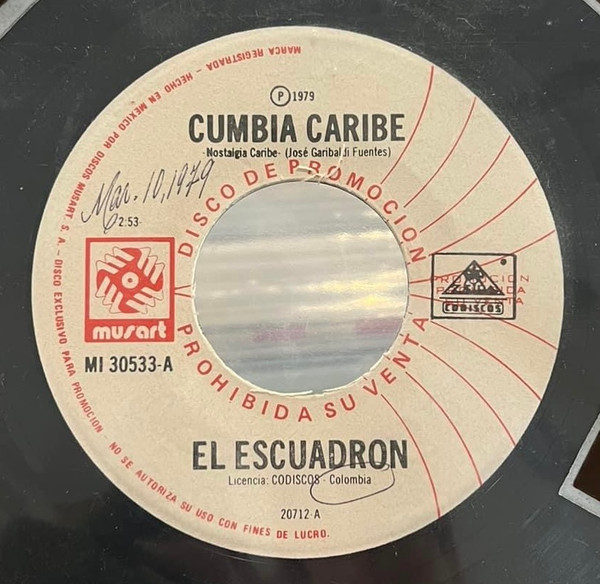 MARCA REGISTRADA - HECHO EN MEXICO POR DISCOS MUSART, S. A. - DISCO EXCLUSIVO PARA PROMOCION - NO SE AUTORIZA SU USO CON FINES DE LUCRO.
Ⓟ 1979
CUMBIA CARIBE
-Nostalgia Caribe- (José Garibaldi Fuentes)
Mar. 10, 1979
2:53
DISCO DE PROMOCION
PROHIBIDA SU VENTA
musart
CODISCOS
MI 30533-A
EL ESCUADRON
Licencia: CODISCOS - Colombia
20712-A